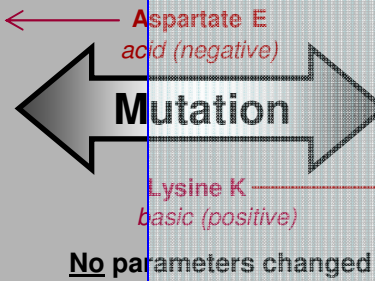 Aspartate E
acid (negative)
Mutation
Lysine K
basic (positive)
No parameters changed